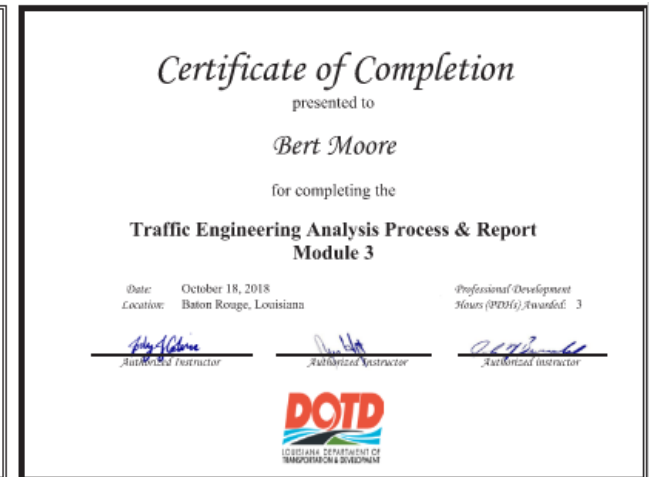 Certificate of Completion
presented to
Bert Moore
for completing the
Traffic Engineering Analysis Process & Report
Module 3
Date: October 18, 2018
Location: Baton Rouge, Louisiana
Professional Development
Hours (PDHs) Awarded: 3
Authorized Instructor
Authorized Instructor
Authorized instructor
DOTD
LOUISIANA DEPARTMENT OF
TRANSPORTATION & DEVELOPMENT